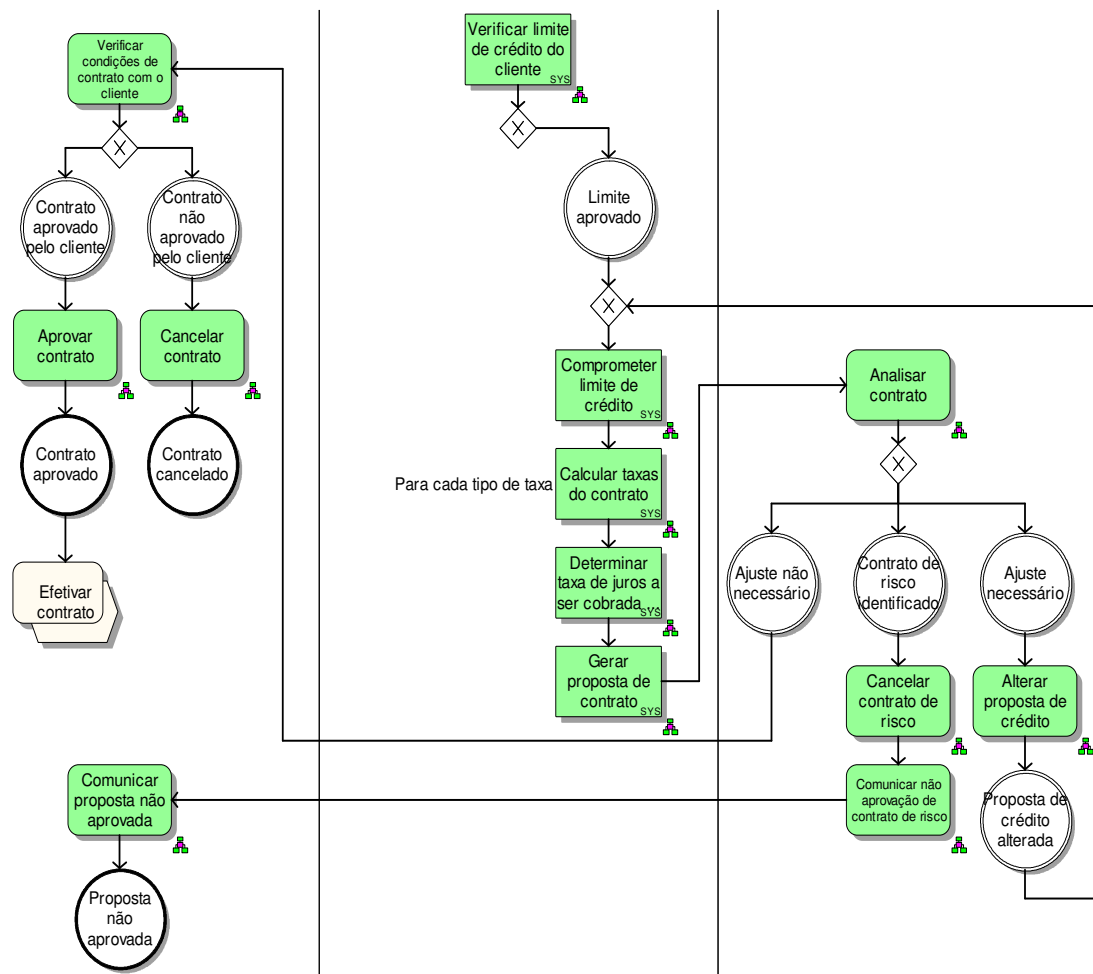 Verificar
condições de
contrato com o
cliente
X
Contrato
aprovado
pelo cliente
Contrato
não
aprovado
pelo cliente
Aprovar
contrato
Cancelar
contrato
Contrato
aprovado
Contrato
cancelado
Efetivar
contrato
Comunicar
proposta não
aprovada
Proposta
não
aprovada
Verificar limite
de crédito do
cliente
SYS
X
Limite
aprovado
X
Comprometer
limite de
crédito
SYS
Para cada tipo de taxa
Calcular taxas
do contrato
SYS
Determinar
taxa de juros a
ser cobrada
SYS
Gerar
proposta de
contrato
SYS
Analisar
contrato
X
Ajuste não
necessário
Contrato de
risco
identificado
Ajuste
necessário
Cancelar
contrato de
risco
Alterar
proposta de
crédito
Comunicar não
aprovação de
contrato de risco
Proposta de
crédito
alterada